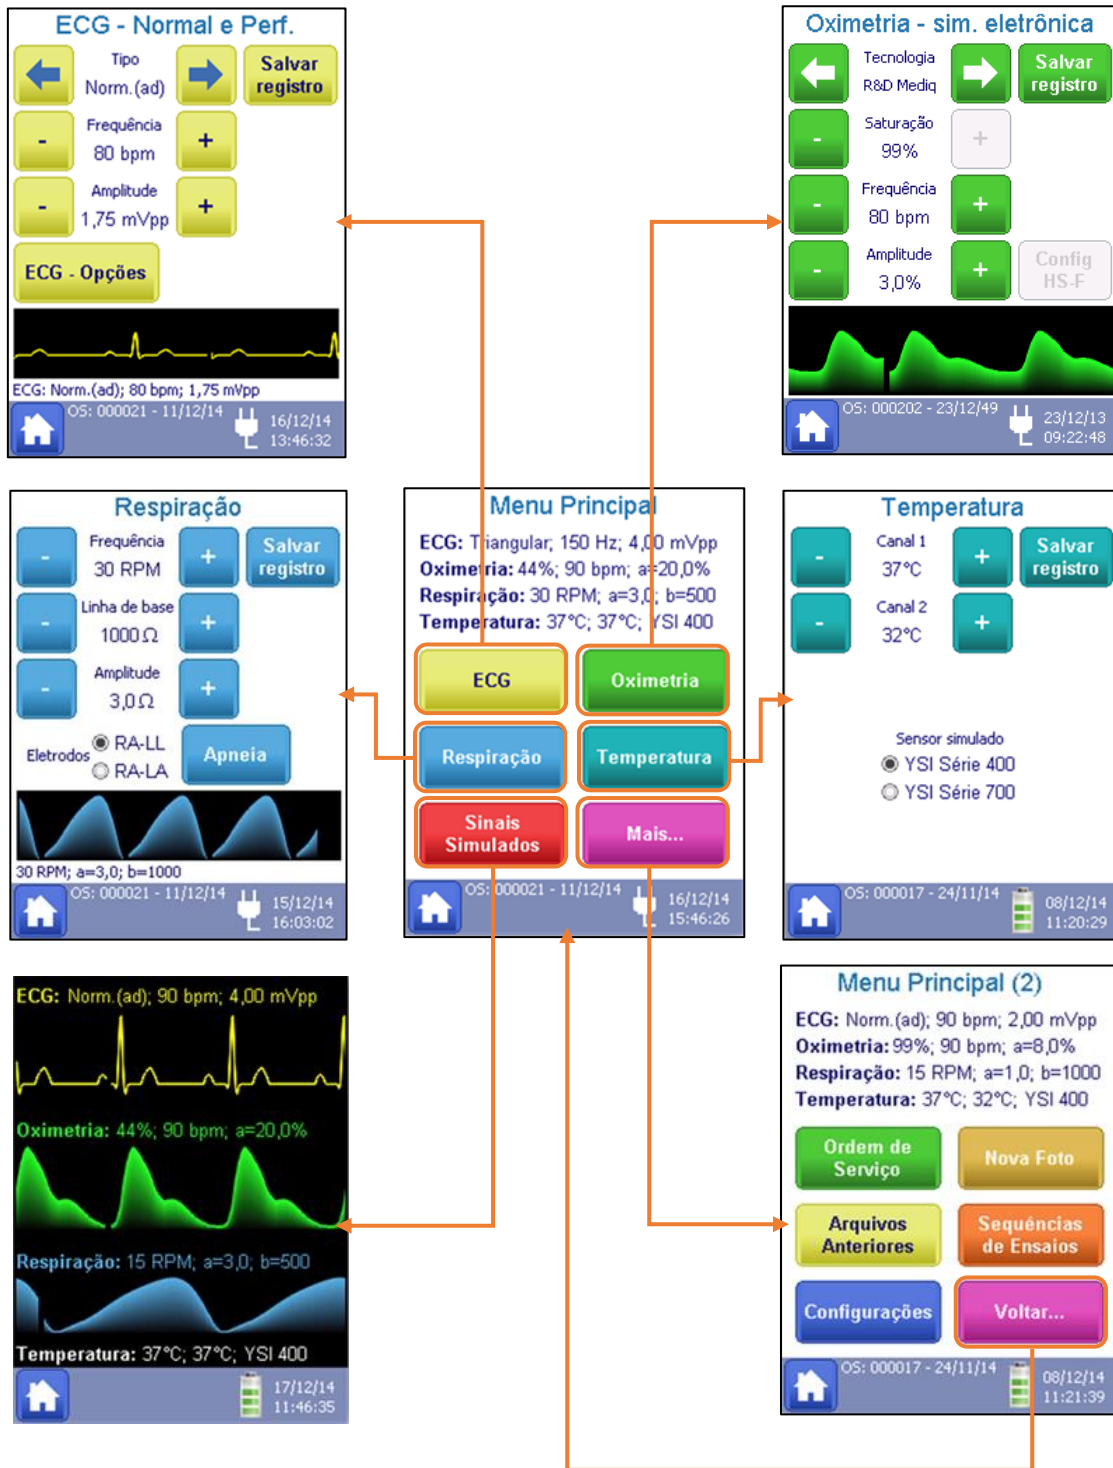 ECG - Normal e Perf.
Tipo
Norm.(ad)
Salvar
registro
Frequência
-
80 bpm
+
Amplitude
-
1,75 mVpp
+
ECG - Opções
ECG: Norm.(ad); 80 bpm; 1,75 mVpp
OS: 000021 - 11/12/14
16/12/14
13:46:32
Oximetria - sim. eletrônica
Tecnologia
R&D Mediq
Salvar
registro
Saturação
-
99%
+
Frequência
-
80 bpm
+
Amplitude
-
3,0%
+
Config
HS-F
OS: 000202 - 23/12/49
23/12/13
09:22:48
Respiração
Frequência
-
30 RPM
+
Salvar
registro
Linha de base
-
1000 Ω
+
Amplitude
-
3,0 Ω
+
Eletrodos
RA-LL
RA-LA
Apneia
30 RPM; a=3,0; b=1000
OS: 000021 - 11/12/14
15/12/14
16:03:02
Menu Principal
ECG: Triangular; 150 Hz; 4,00 mVpp
Oximetria: 44%; 90 bpm; a=20,0%
Respiração: 30 RPM; a=3,0; b=500
Temperatura: 37°C; 37°C; YSI 400
ECG
Oximetria
Respiração
Temperatura
Sinais
Simulados
Mais...
OS: 000021 - 11/12/14
16/12/14
15:46:26
Temperatura
Canal 1
-
37°C
+
Salvar
registro
Canal 2
-
32°C
+
Sensor simulado
YSI Série 400
YSI Série 700
OS: 000017 - 24/11/14
08/12/14
11:20:29
ECG: Norm.(ad); 90 bpm; 4,00 mVpp
Oximetria: 44%; 90 bpm; a=20,0%
Respiração: 15 RPM; a=3,0; b=500
Temperatura: 37°C; 37°C; YSI 400
17/12/14
11:46:35
Menu Principal (2)
ECG: Norm.(ad); 90 bpm; 2,00 mVpp
Oximetria: 99%; 90 bpm; a=8,0%
Respiração: 15 RPM; a=1,0; b=1000
Temperatura: 37°C; 32°C; YSI 400
Ordem de
Serviço
Nova Foto
Arquivos
Anteriores
Sequências
de Ensaios
Configurações
Voltar...
OS: 000017 - 24/11/14
08/12/14
11:21:39